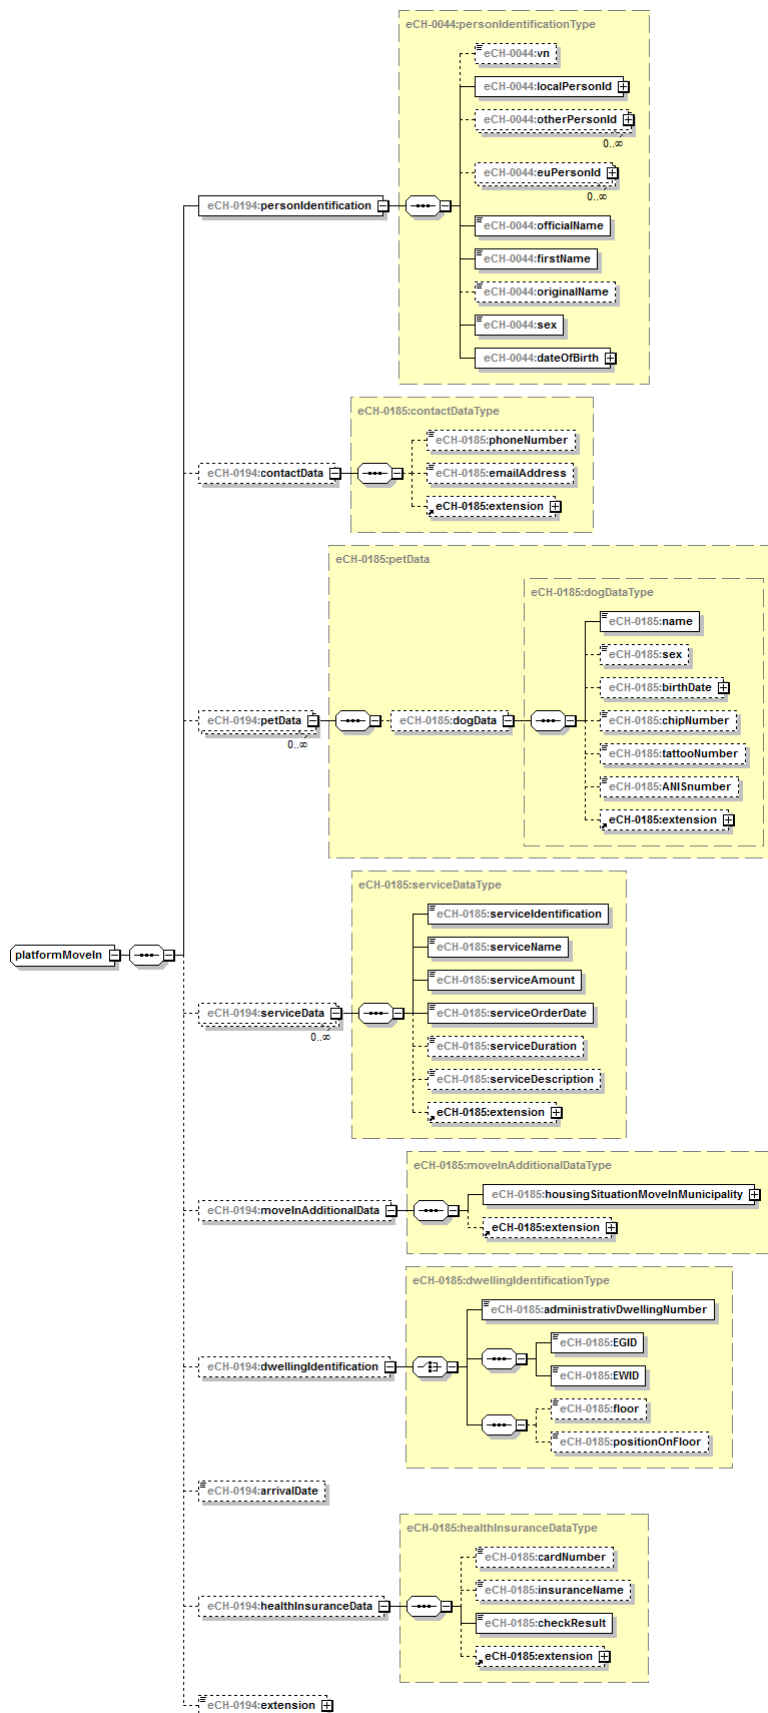 eCH-0044:personIdentificationType
eCH-0044:vn
eCH-0044:localPersonId
eCH-0044:otherPersonId
0..∞
eCH-0044:euPersonId
0..∞
eCH-0194:personIdentification
eCH-0044:officialName
eCH-0044:firstName
eCH-0044:originalName
eCH-0044:sex
eCH-0044:dateOfBirth
eCH-0185:contactDataType
eCH-0185:phoneNumber
eCH-0194:contactData
eCH-0185:emailAddress
eCH-0185:extension
eCH-0185:petData
eCH-0185:dogDataType
eCH-0185:name
eCH-0185:sex
eCH-0185:birthDate
eCH-0194:petData
0..∞
eCH-0185:dogData
eCH-0185:chipNumber
eCH-0185:tattooNumber
eCH-0185:ANISnumber
eCH-0185:extension
eCH-0185:serviceDataType
eCH-0185:serviceIdentification
eCH-0185:serviceName
platformMoveIn
eCH-0185:serviceAmount
eCH-0194:serviceData
0..∞
eCH-0185:serviceOrderDate
eCH-0185:serviceDuration
eCH-0185:serviceDescription
eCH-0185:extension
eCH-0185:moveInAdditionalDataType
eCH-0185:housingSituationMoveInMunicipality
eCH-0194:moveInAdditionalData
eCH-0185:extension
eCH-0185:dwellingIdentificationType
eCH-0185:administrativDwellingNumber
eCH-0185:EGID
eCH-0194:dwellingIdentification
eCH-0185:EWID
eCH-0185:floor
eCH-0185:positionOnFloor
eCH-0194:arrivalDate
eCH-0185:healthInsuranceDataType
eCH-0185:cardNumber
eCH-0185:insuranceName
eCH-0194:healthInsuranceData
eCH-0185:checkResult
eCH-0185:extension
eCH-0194:extension